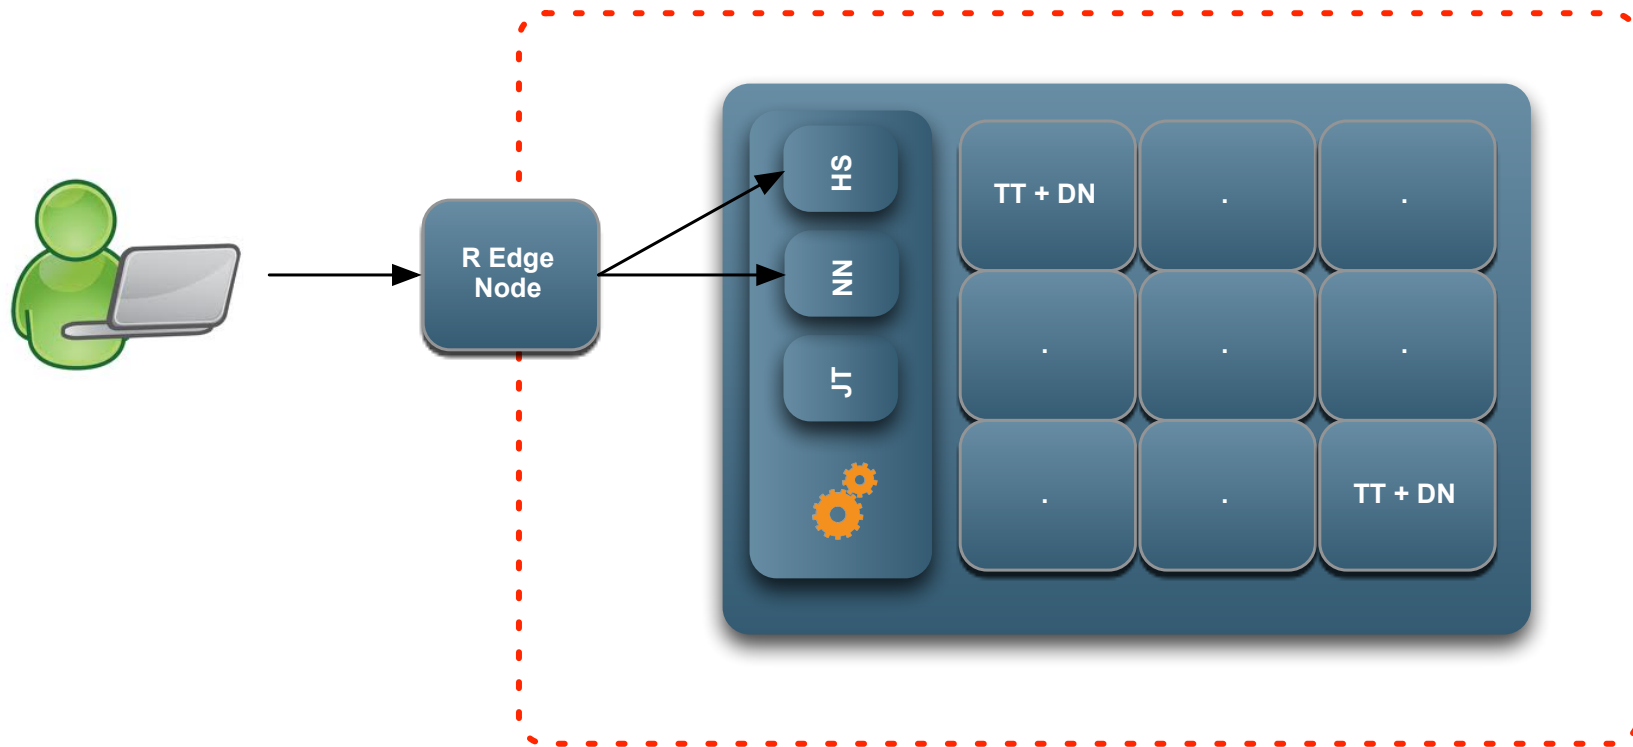 R Edge
Node
HS
NN
JT
TT + DN
.
.
.
.
.
.
.
TT + DN